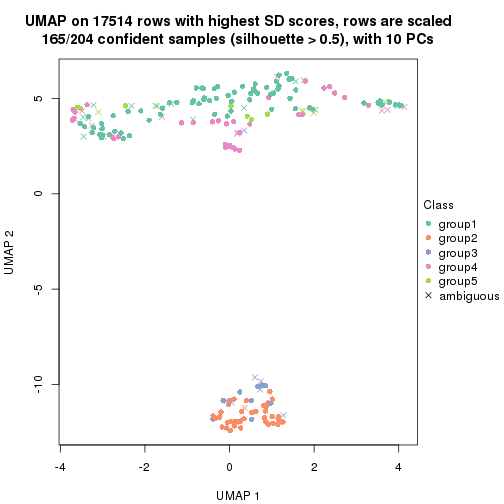 UMAP on 17514 rows with highest SD scores, rows are scaled
165/204 confident samples (silhouette > 0.5), with 10 PCs
5
0
-5
-10
UMAP 2
-4
-2
0
2
4
UMAP 1
Class
group1
group2
group3
group4
group5
ambiguous